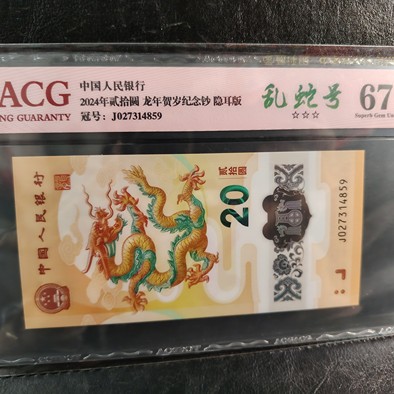 ACG
NG GUARANTY
中国人民银行
2024年贰拾圆 龙年贺岁纪念钞 隐耳版
冠号：J027314859
乱蛇号
☆☆☆
67
Superb Gem Un
中国人民银行
贰拾圆
20
J027314859